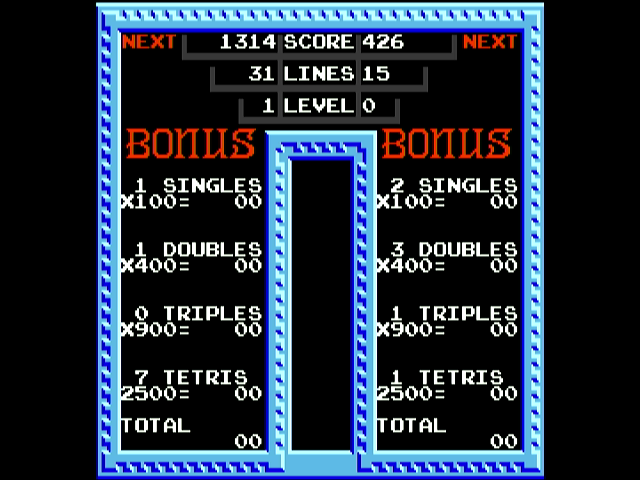 NEXT 1314 SCORE 426 NEXT
31 LINES 15
1 LEVEL 0
BONUS BONUS
1 SINGLES 2 SINGLES
X100= 00 X100= 00
1 DOUBLES 3 DOUBLES
X400= 00 X400= 00
0 TRIPLES 1 TRIPLES
X900= 00 X900= 00
7 TETRIS 1 TETRIS
2500= 00 2500= 00
TOTAL TOTAL
00 00